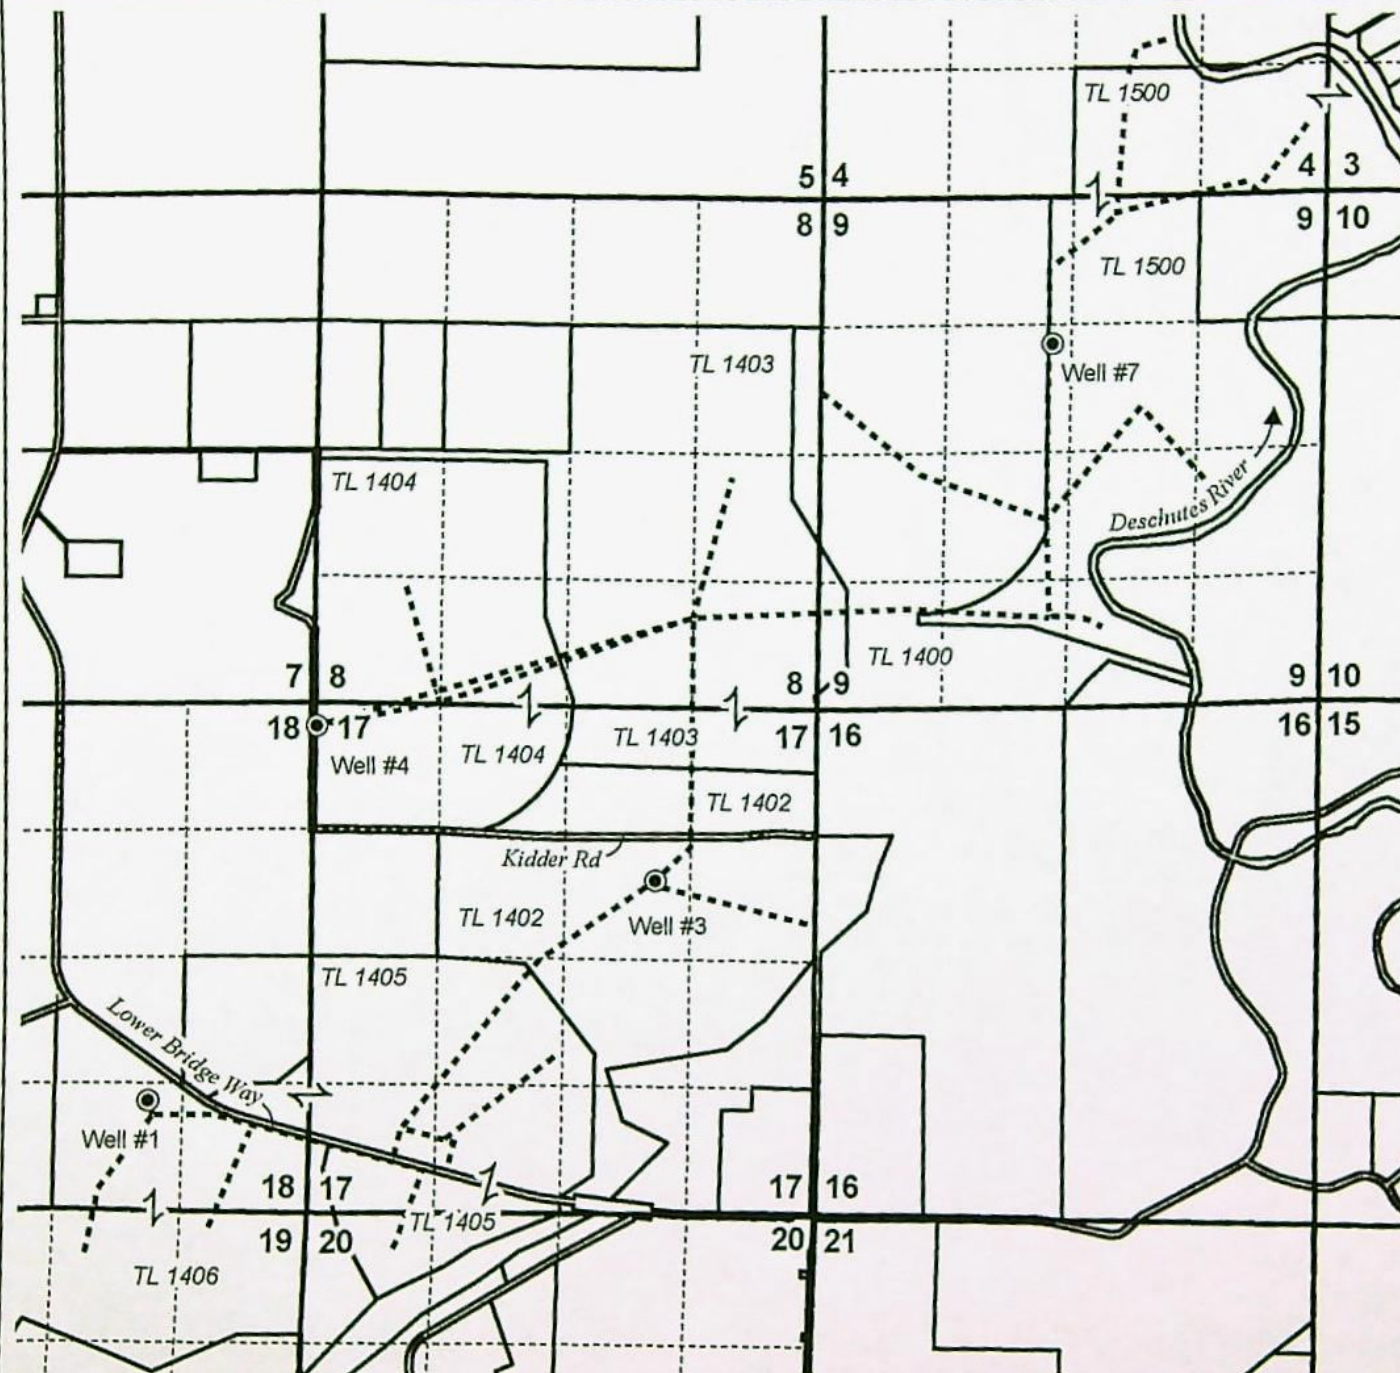 TL 1500
5 4
4 3
8 9
9 10
TL 1500
TL 1403
Well #7
TL 1404
Deschutes River
TL 1400
7 8
8 9
9 10
18 17
17 16
16 15
TL 1403
TL 1404
Well #4
TL 1402
Kidder Rd
TL 1402
Well #3
TL 1405
Lower Bridge Way
Well #1
18 17
17 16
TL 1405
19 20
20 21
TL 1406